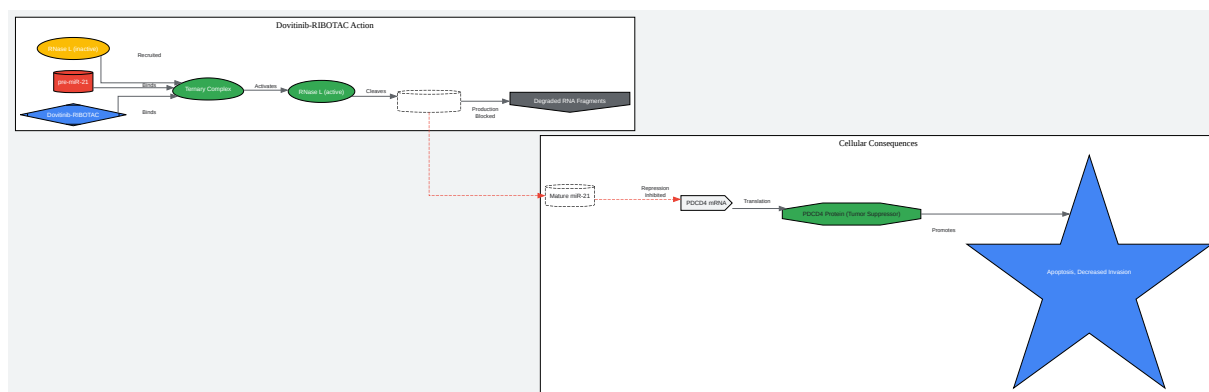 Dovitinib-RIBOTAC Action
RNase L (inactive)
Recruited
pre-miR-21
Binds
Ternary Complex
Activates
RNase L (active)
Cleaves
Degraded RNA Fragments
Production
Blocked
Dovitinib-RIBOTAC
Binds
Cellular Consequences
Mature miR-21
Repression
Inhibited
PDCD4 mRNA
Translation
PDCD4 Protein (Tumor Suppressor)
Promotes
Apoptosis, Decreased Invasion